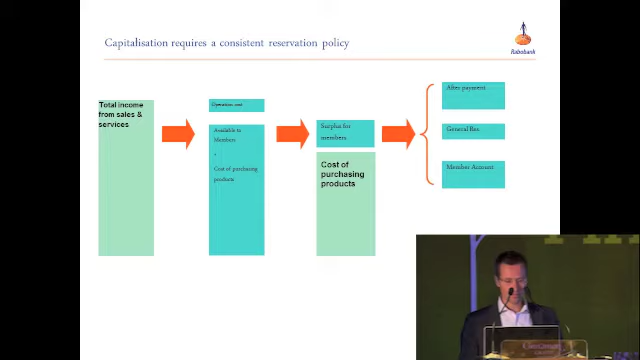 Capitalisation requires a consistent reservation policy
Rabobank
Total income
from sales &
services
Operation cost
Available to
Members
+
Cost of purchasing
products
Surplus for
members
Cost of
purchasing
products
After payment
General Res
Member Account